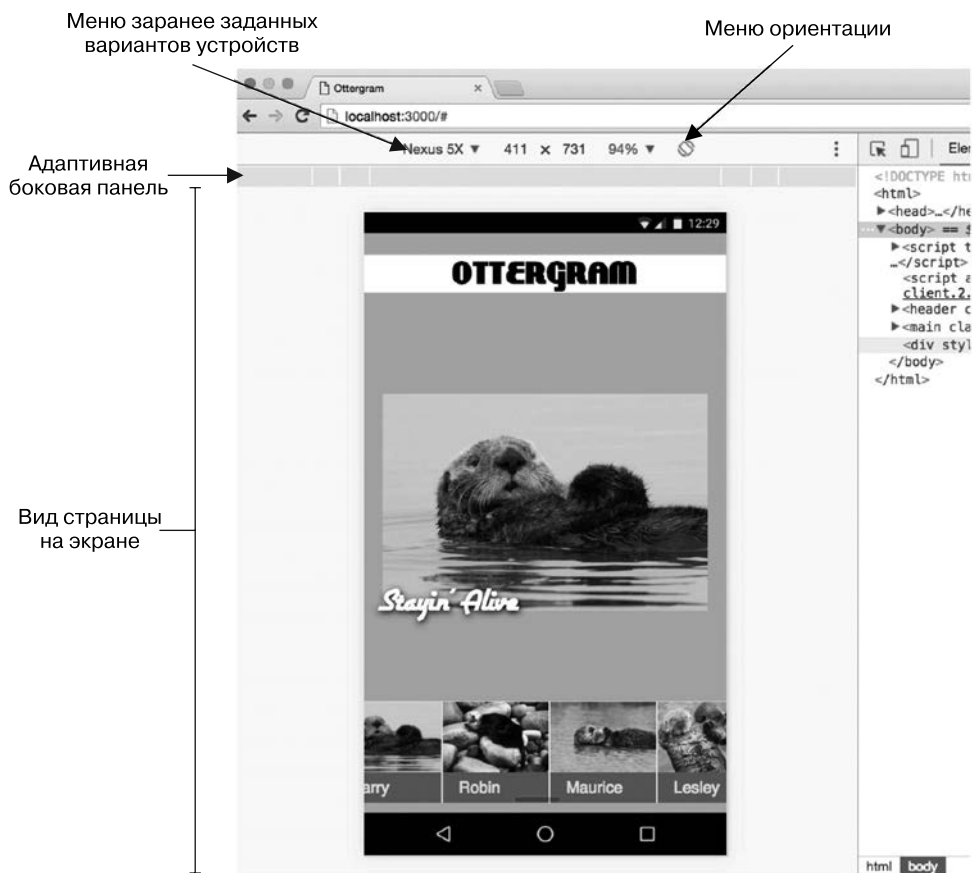 Меню заранее заданных
вариантов устройств
Меню ориентации
Ottergram
localhost:3000/#
Nexus 5X 411 × 731 94%
Адаптивная
боковая панель
Вид страницы
на экране
12:29
OTTERGRAM
Stayin' Alive
arry Robin Maurice Lesley
Ele
<!DOCTYPE ht
<html>
<head>…</he
<body> ==
<script t
…</script>
<script a
client.2.
<header c
<main cla
<div styl
</body>
</html>
html body